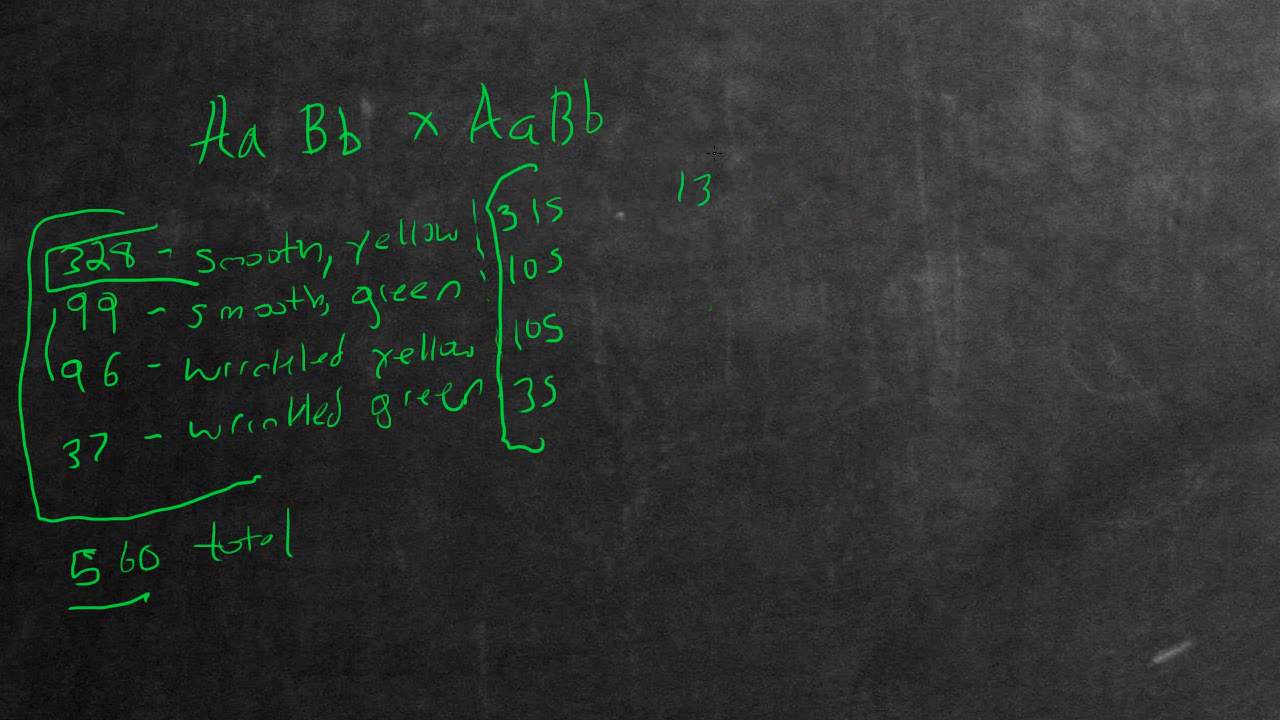 Aa Bb x AaBb
13
328 - smooth, yellow 315
99 - smooth, green 105
96 - wrinkled yellow 105
37 - wrinkled green 35
560 total